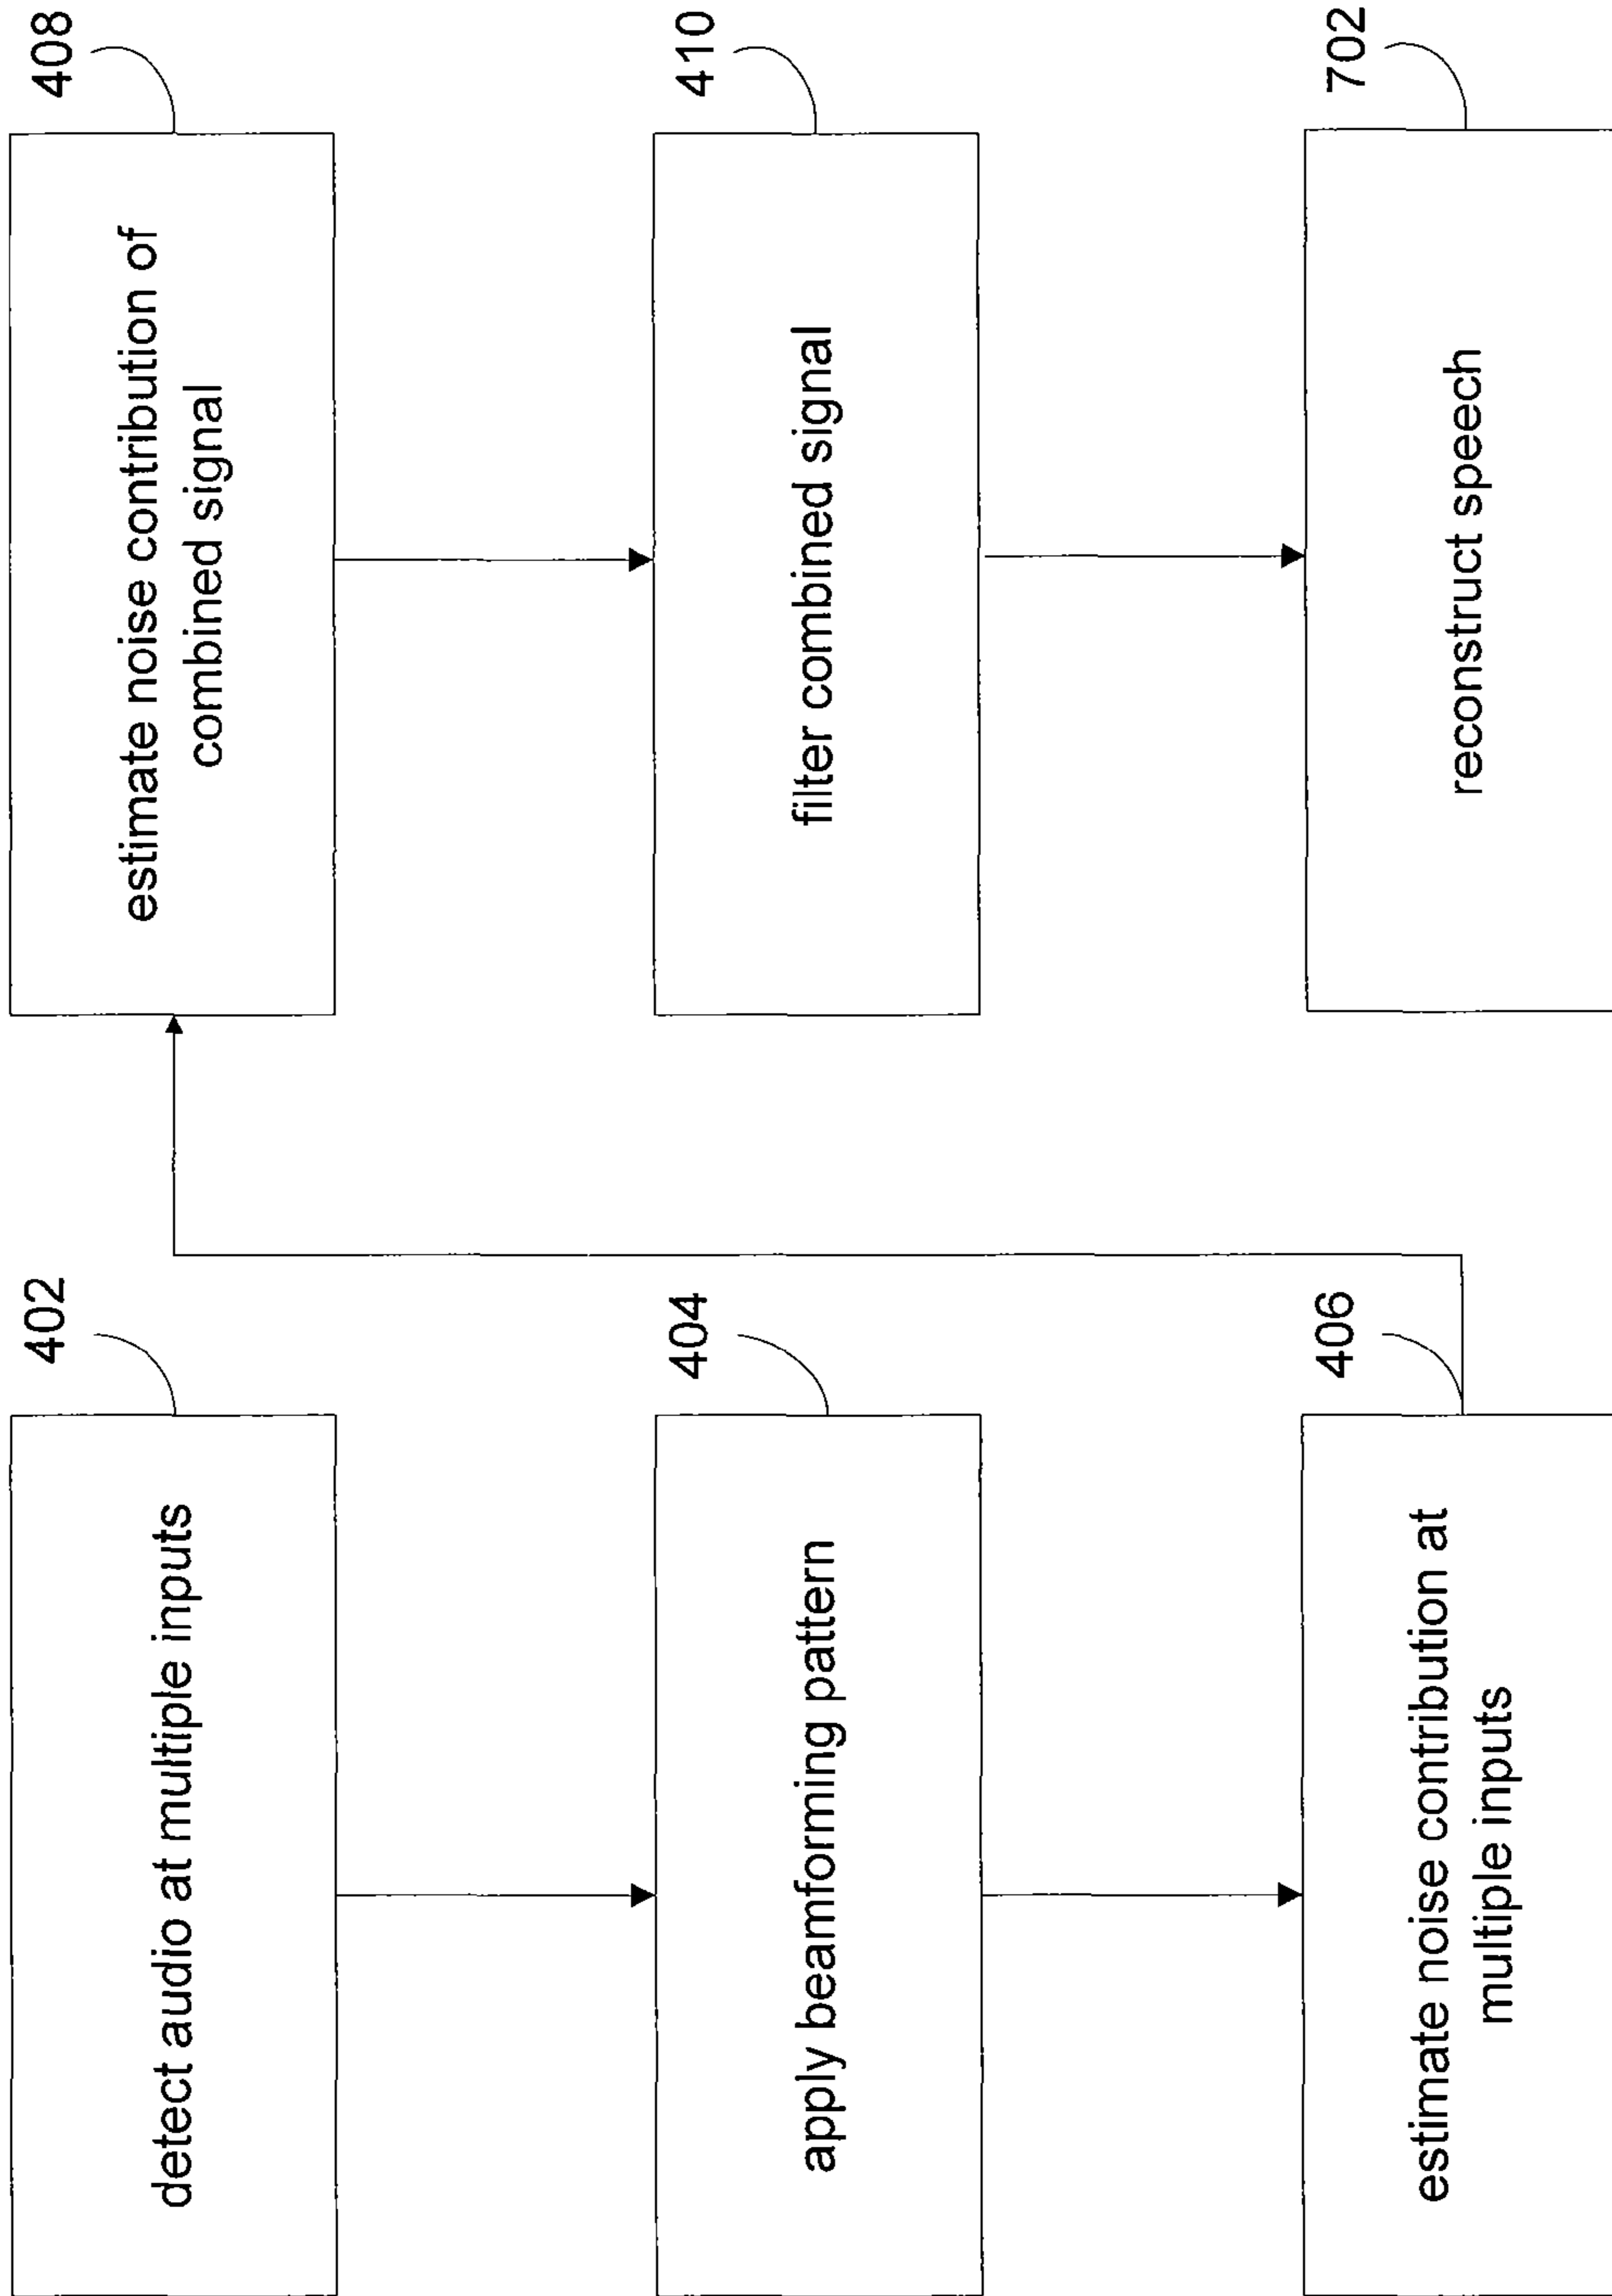 402
detect audio at multiple inputs
404
apply beamforming pattern
406
estimate noise contribution at
multiple inputs
408
estimate noise contribution of
combined signal
410
filter combined signal
702
reconstruct speech